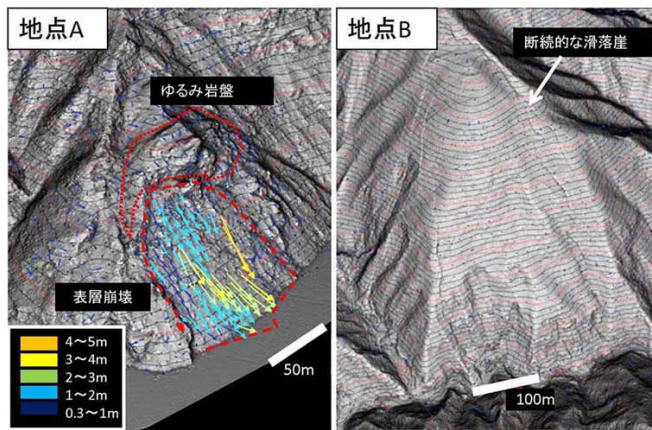 地点A
ゆるみ岩盤
表層崩壊
4～5m
3～4m
2～3m
1～2m
0.3～1m
50m
地点B
断続的な滑落崖
100m